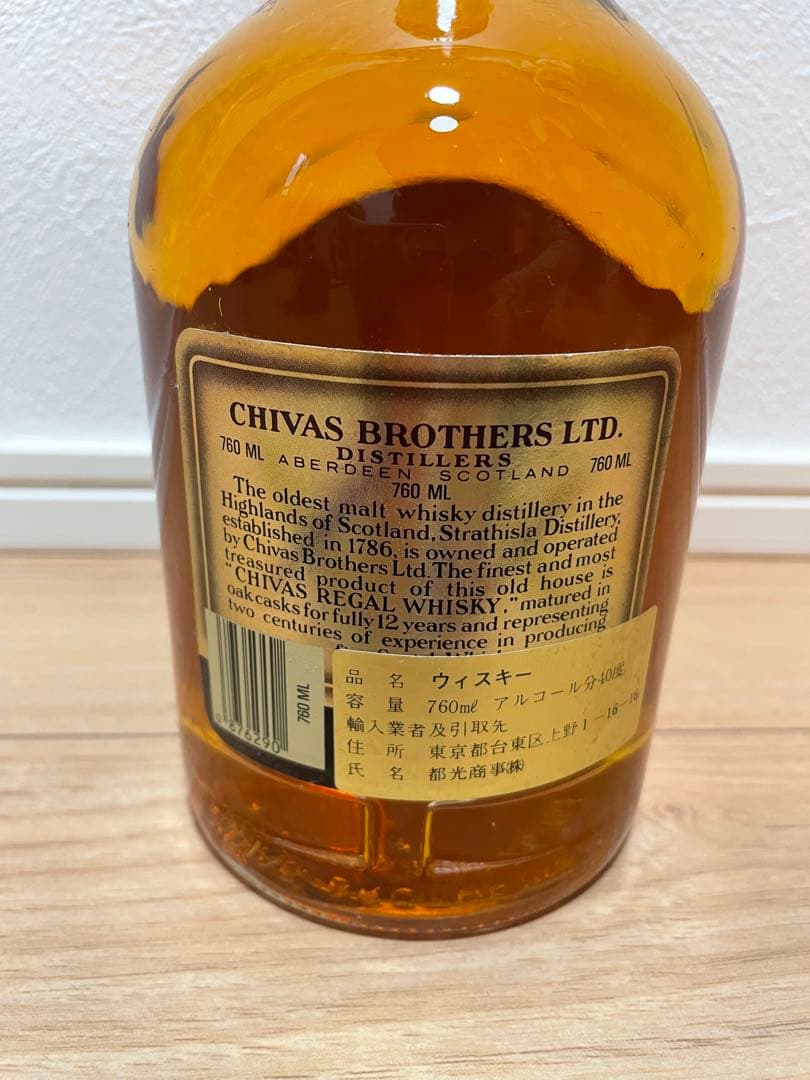 CHIVAS BROTHERS LTD.
DISTILLERS
760 ML ABERDEEN SCOTLAND 760 ML
760 ML
The oldest malt whisky distillery in the
Highlands of Scotland, Strathisla Distillery,
established in 1786, is owned and operated
by Chivas Brothers Ltd. The finest and most
treasured product of this old house is
"CHIVAS REGAL WHISKY," matured in
oak casks for fully 12 years and representing
two centuries of experience in producing
760 ML
0 876290
品名 ウィスキー
容量 760㎖ アルコール分40度
輸入業者及引取先
住所 東京都台東区上野1-16-16
氏名 都光商事㈱